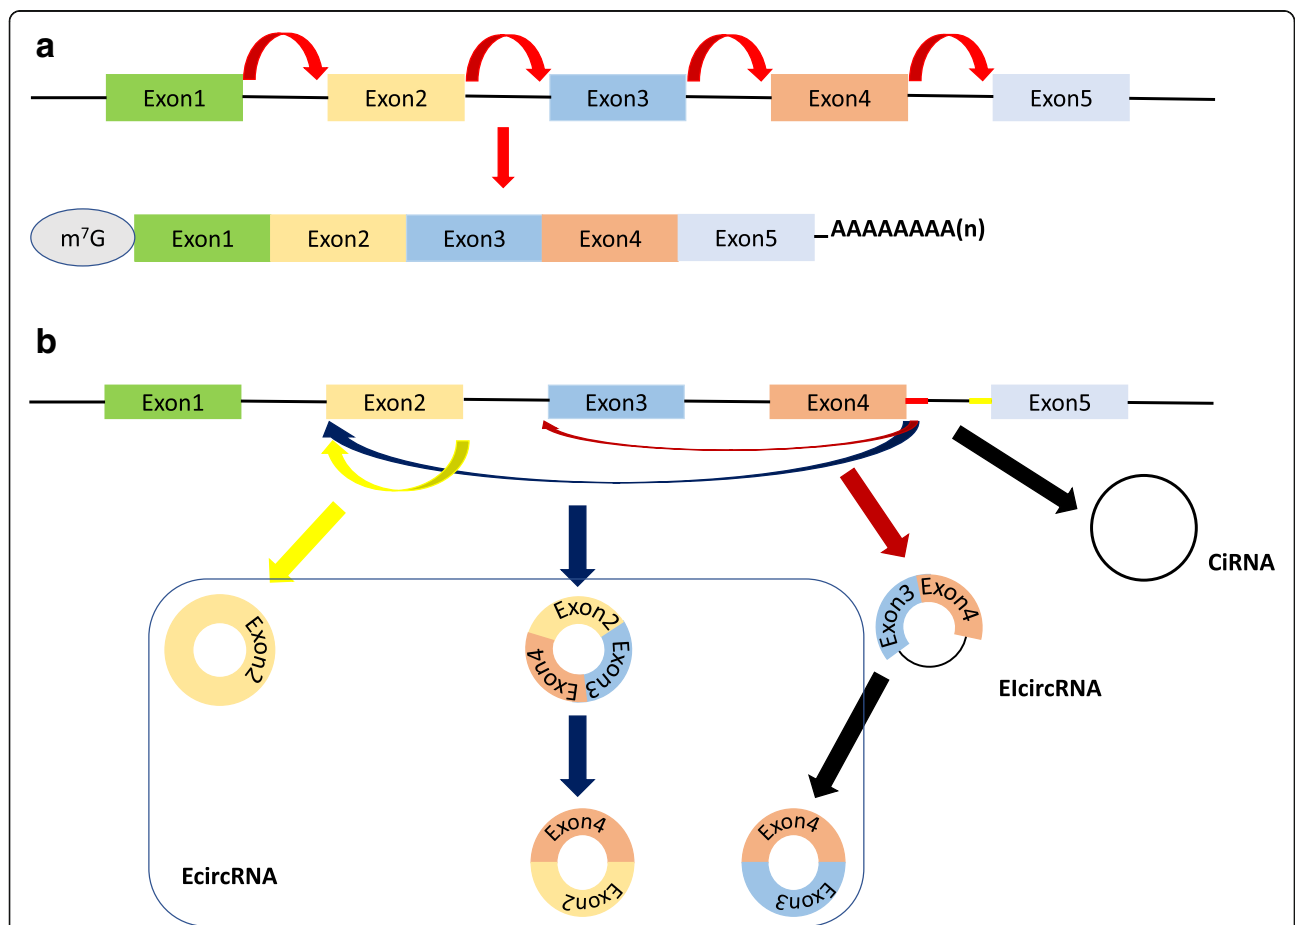 a
Exon1 Exon2 Exon3 Exon4 Exon5
m⁷G Exon1 Exon2 Exon3 Exon4 Exon5 AAAAAAAA(n)
b
Exon1 Exon2 Exon3 Exon4 Exon5
CiRNA
Exon2
Exon2 Exon3 Exon4
Exon3 Exon4
EIcircRNA
Exon4 Exon2
Exon4 Exon3
EcircRNA